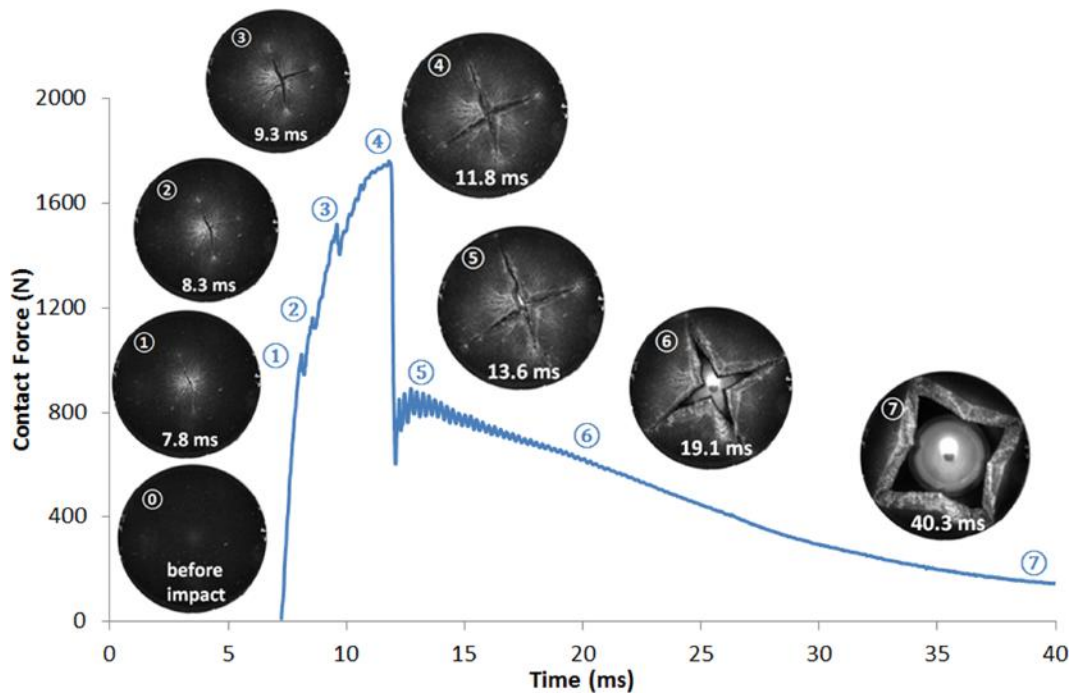 ③
9.3 ms
④
11.8 ms
2000
1600
1200
800
400
0
Contact Force (N)
②
8.3 ms
①
7.8 ms
⓪
before
impact
④
③
②
①
⑤
13.6 ms
⑤
⑥
19.1 ms
⑥
⑦
40.3 ms
⑦
0 5 10 15 20 25 30 35 40
Time (ms)